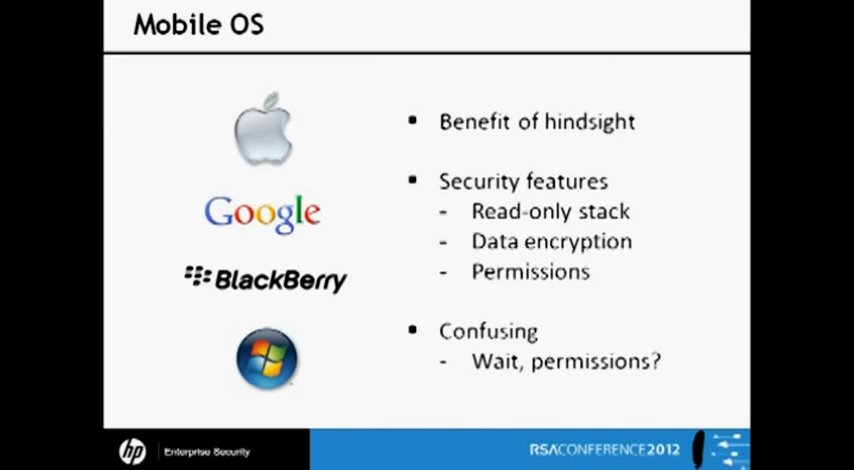 Mobile OS
▪ Benefit of hindsight
▪ Security features
- Read-only stack
- Data encryption
- Permissions
▪ Confusing
- Wait, permissions?
Google
BlackBerry
hp Enterprise Security
RSACONFERENCE2012